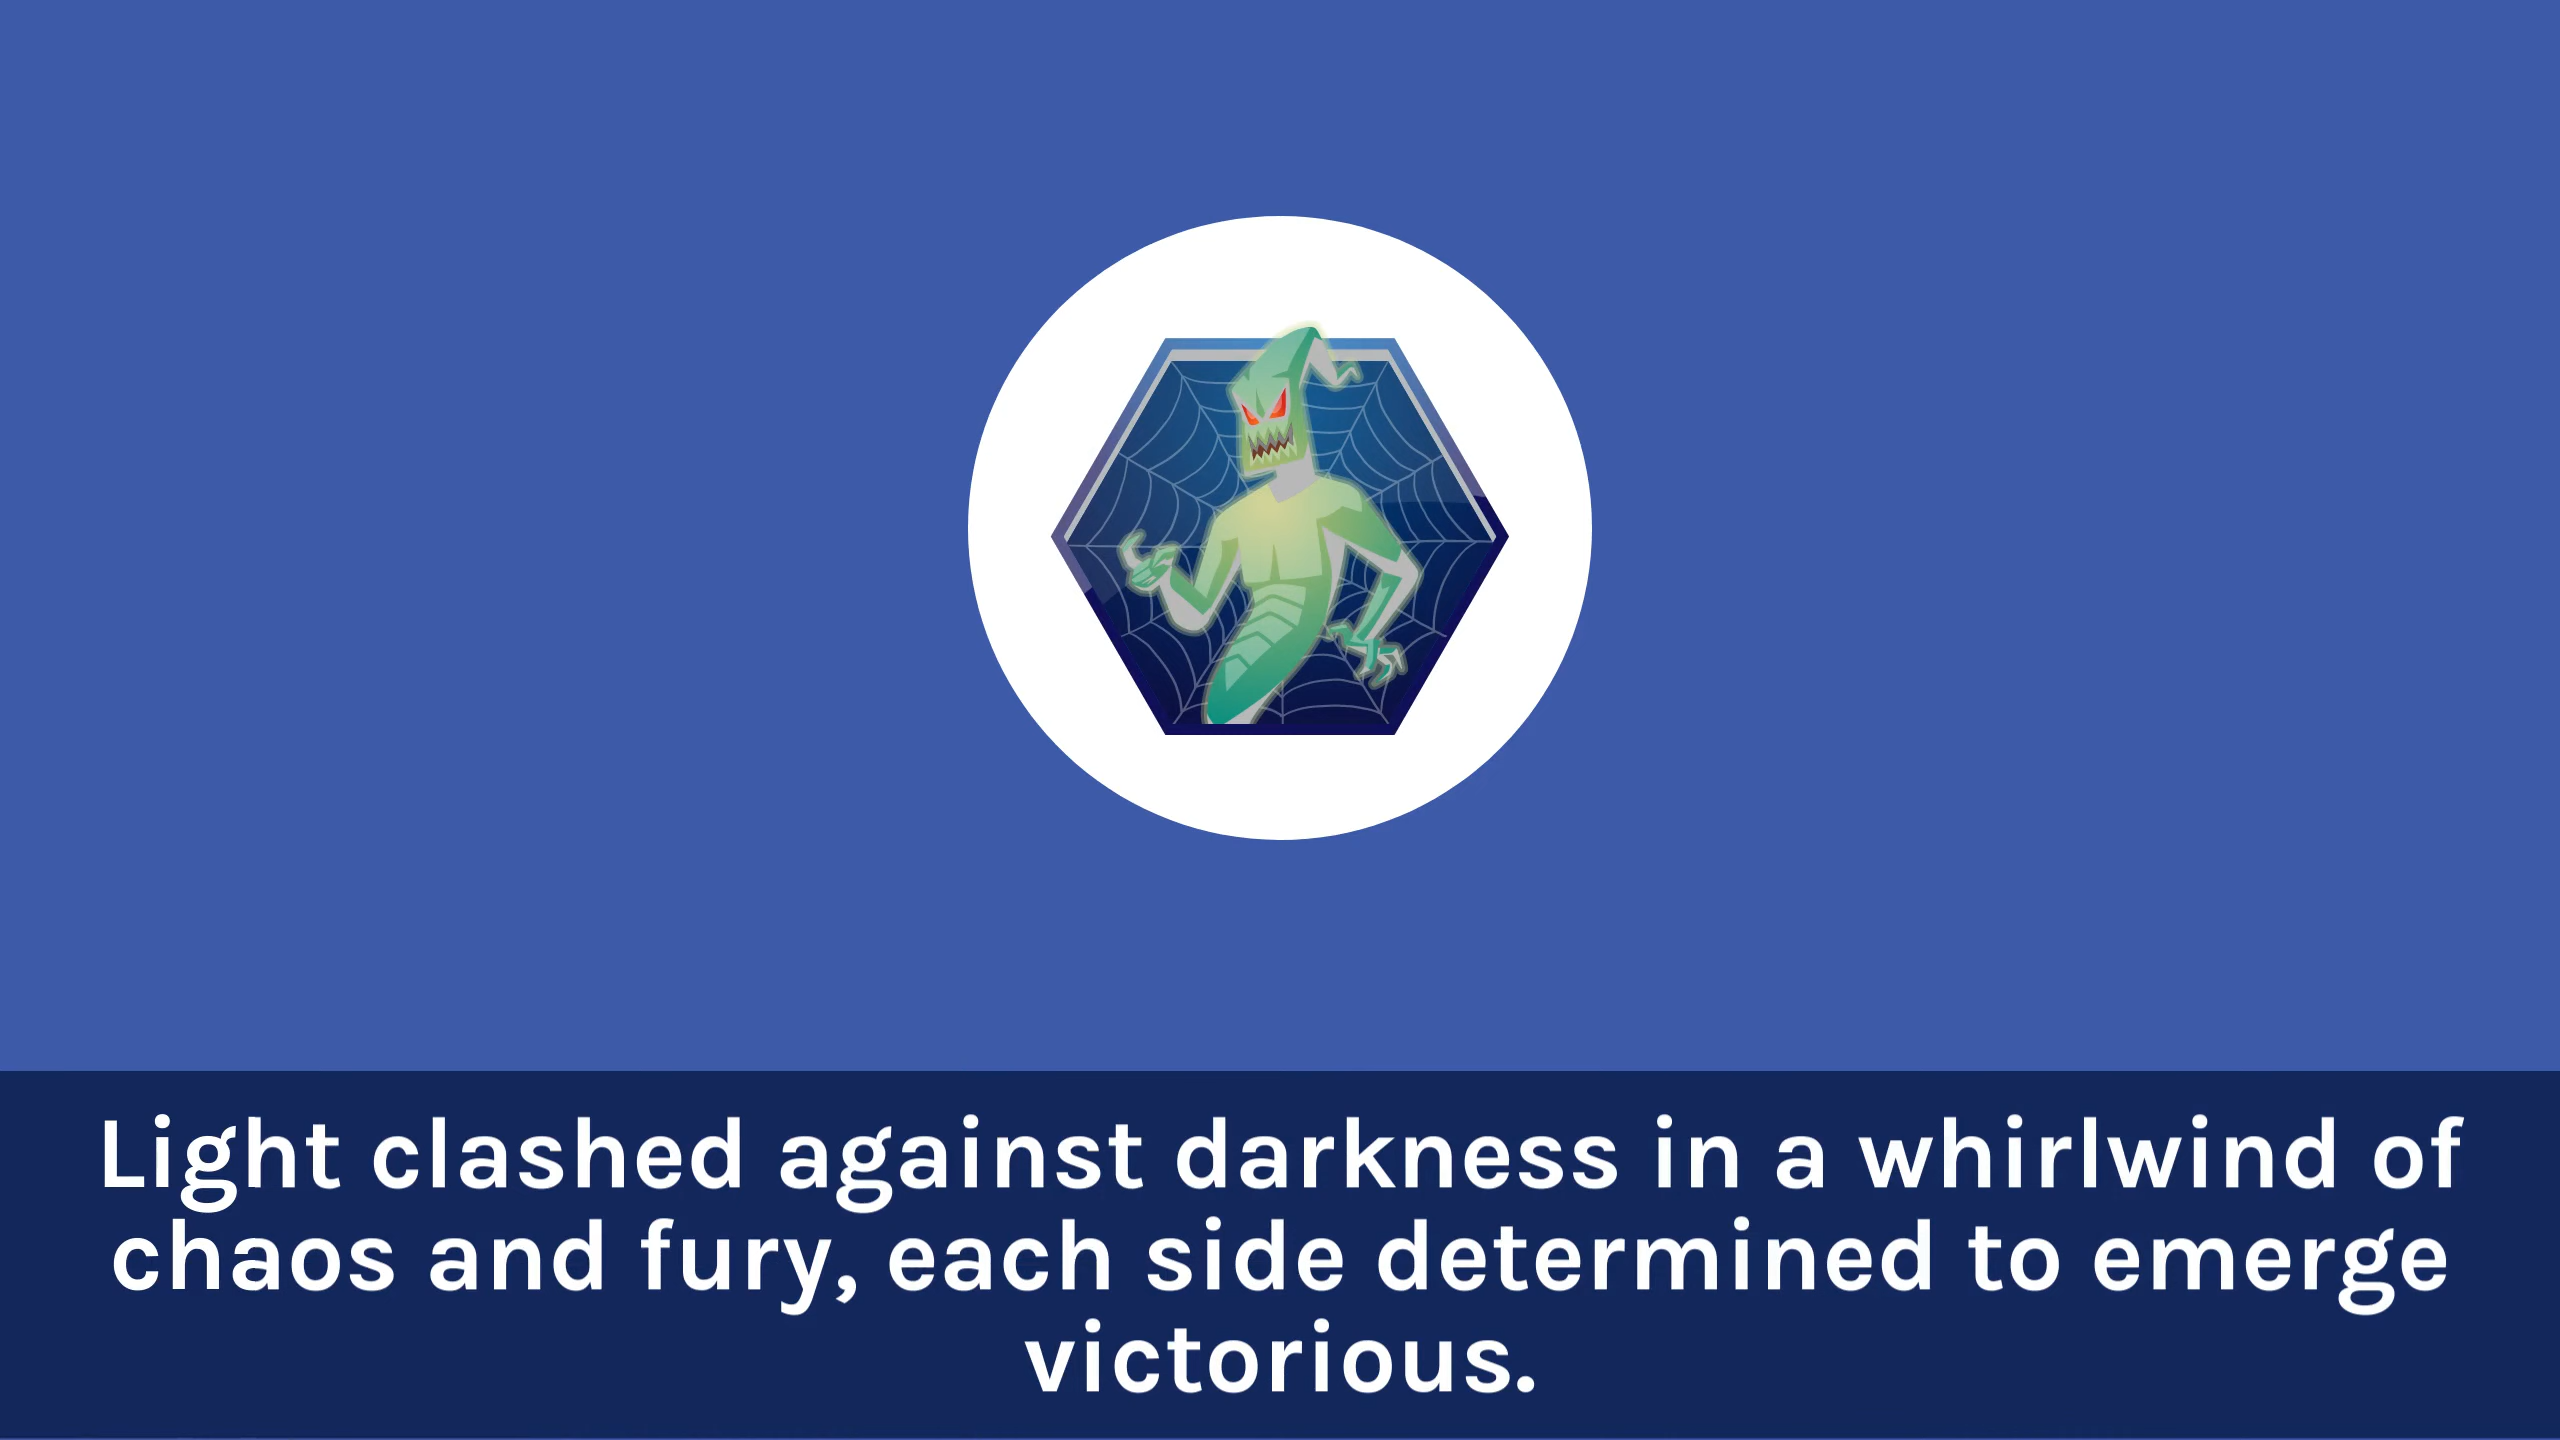 Light clashed against darkness in a whirlwind of
chaos and fury, each side determined to emerge
victorious.